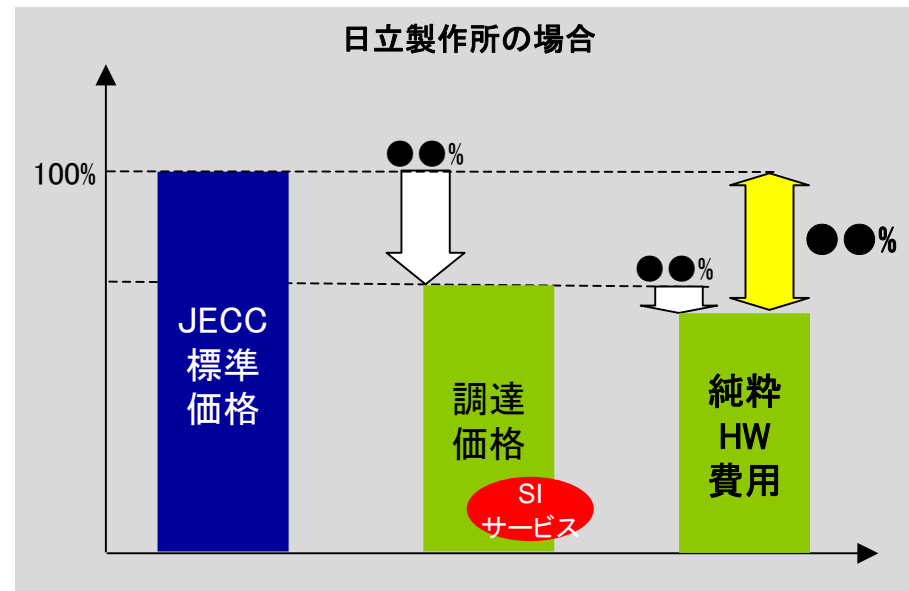 日立製作所の場合
100%
●●%
●●%
●●%
JECC
標準
価格
調達
価格
SI
サービス
純粋
HW
費用